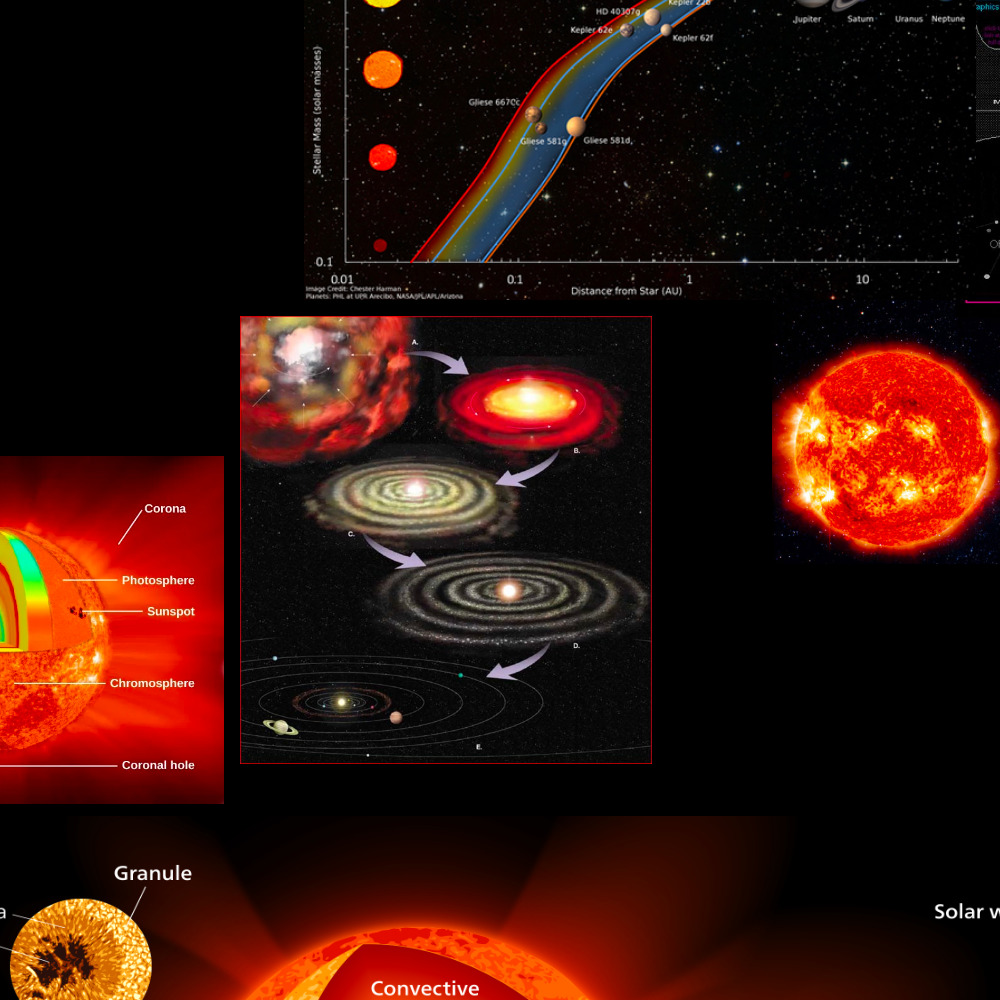 aphics
Kepler 22b
HD 40307g
Jupiter Saturn Uranus Neptune
Kepler 62e
Kepler 62f
Stellar Mass (solar masses)
Gliese 667Cc
Gliese 581g Gliese 581d
0.1
0.01 0.1 1 10
Distance from Star (AU)
Image Credit: Chester Harman
Planets: PHL at UPR Arecibo, NASA/JPL/APL/Arizona
A.
B.
C.
D.
E.
Corona
Photosphere
Sunspot
Chromosphere
Coronal hole
Granule
a
Solar w
Convective